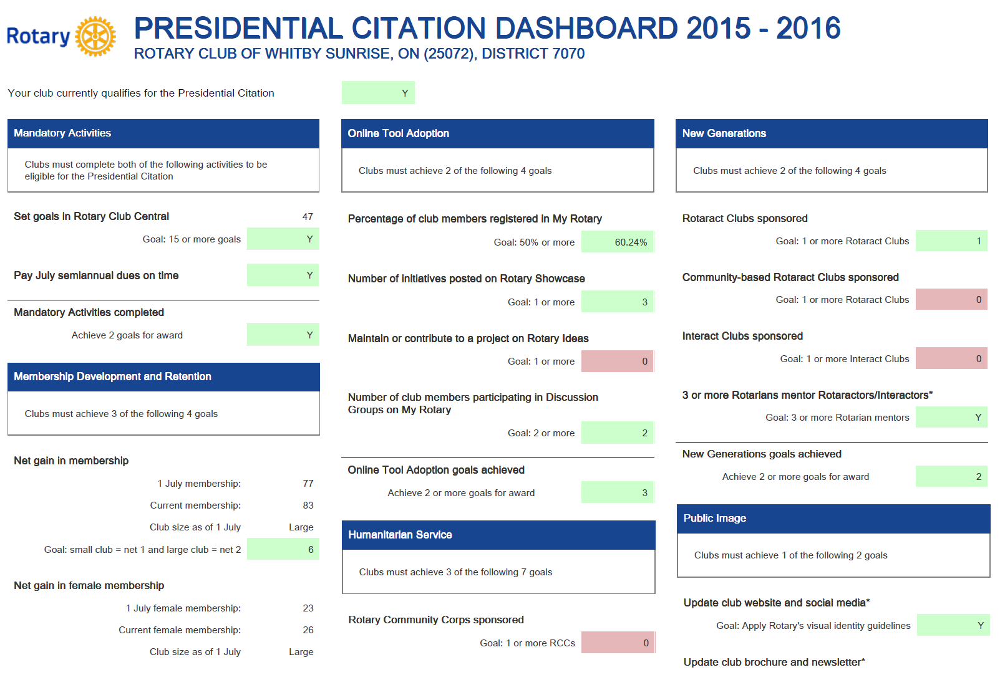 Rotary
PRESIDENTIAL CITATION DASHBOARD 2015 - 2016
ROTARY CLUB OF WHITBY SUNRISE, ON (25072), DISTRICT 7070
Your club currently qualifies for the Presidential Citation Y
Mandatory Activities
Clubs must complete both of the following activities to be
eligible for the Presidential Citation
Set goals in Rotary Club Central 47
Goal: 15 or more goals Y
Pay July semiannual dues on time Y
Mandatory Activities completed
Achieve 2 goals for award Y
Membership Development and Retention
Clubs must achieve 3 of the following 4 goals
Net gain in membership
1 July membership: 77
Current membership: 83
Club size as of 1 July Large
Goal: small club = net 1 and large club = net 2 6
Net gain in female membership
1 July female membership: 23
Current female membership: 26
Club size as of 1 July Large
Online Tool Adoption
Clubs must achieve 2 of the following 4 goals
Percentage of club members registered in My Rotary
Goal: 50% or more 60.24%
Number of initiatives posted on Rotary Showcase
Goal: 1 or more 3
Maintain or contribute to a project on Rotary Ideas
Goal: 1 or more 0
Number of club members participating in Discussion
Groups on My Rotary
Goal: 2 or more 2
Online Tool Adoption goals achieved
Achieve 2 or more goals for award 3
Humanitarian Service
Clubs must achieve 3 of the following 7 goals
Rotary Community Corps sponsored
Goal: 1 or more RCCs 0
New Generations
Clubs must achieve 2 of the following 4 goals
Rotaract Clubs sponsored
Goal: 1 or more Rotaract Clubs 1
Community-based Rotaract Clubs sponsored
Goal: 1 or more Rotaract Clubs 0
Interact Clubs sponsored
Goal: 1 or more Interact Clubs 0
3 or more Rotarians mentor Rotaractors/Interactors*
Goal: 3 or more Rotarian mentors Y
New Generations goals achieved
Achieve 2 or more goals for award 2
Public Image
Clubs must achieve 1 of the following 2 goals
Update club website and social media*
Goal: Apply Rotary's visual identity guidelines Y
Update club brochure and newsletter*